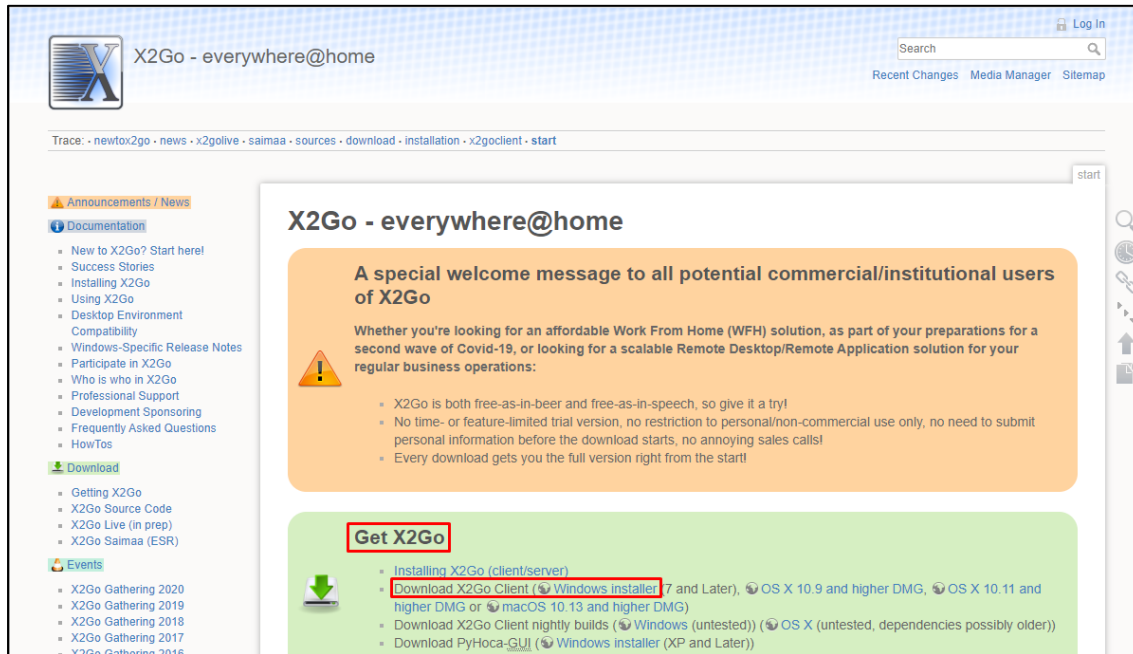 Log In
X2Go - everywhere@home
Search
Recent Changes Media Manager Sitemap
Trace: • newtox2go • news • x2golive • saimaa • sources • download • installation • x2goclient • start
start
Announcements / News
Documentation
New to X2Go? Start here!
Success Stories
Installing X2Go
Using X2Go
Desktop Environment
Compatibility
Windows-Specific Release Notes
Participate in X2Go
Who is who in X2Go
Professional Support
Development Sponsoring
Frequently Asked Questions
HowTos
Download
Getting X2Go
X2Go Source Code
X2Go Live (in prep)
X2Go Saimaa (ESR)
Events
X2Go Gathering 2020
X2Go Gathering 2019
X2Go Gathering 2018
X2Go Gathering 2017
X2Go Gathering 2016
X2Go - everywhere@home
A special welcome message to all potential commercial/institutional users
of X2Go
Whether you're looking for an affordable Work From Home (WFH) solution, as part of your preparations for a
second wave of Covid-19, or looking for a scalable Remote Desktop/Remote Application solution for your
regular business operations:
X2Go is both free-as-in-beer and free-as-in-speech, so give it a try!
No time- or feature-limited trial version, no restriction to personal/non-commercial use only, no need to submit
personal information before the download starts, no annoying sales calls!
Every download gets you the full version right from the start!
Get X2Go
Installing X2Go (client/server)
Download X2Go Client (Windows installer (7 and Later), OS X 10.9 and higher DMG, OS X 10.11 and
higher DMG or macOS 10.13 and higher DMG)
Download X2Go Client nightly builds (Windows (untested)) (OS X (untested, dependencies possibly older))
Download PyHoca-GUI (Windows installer (XP and Later))